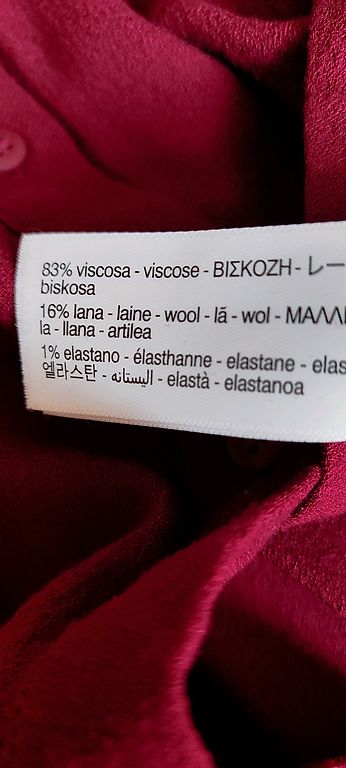 83% viscosa - viscose - ΒΙΣΚΟΖΗ - レー
biskosa
16% lana - laine - wool - lã - wol - ΜΑΛΛΙ
la - llana - artilea
1% elastano - élasthanne - elastane - elas
엘라스탄 - اليستانه - elastà - elastanoa